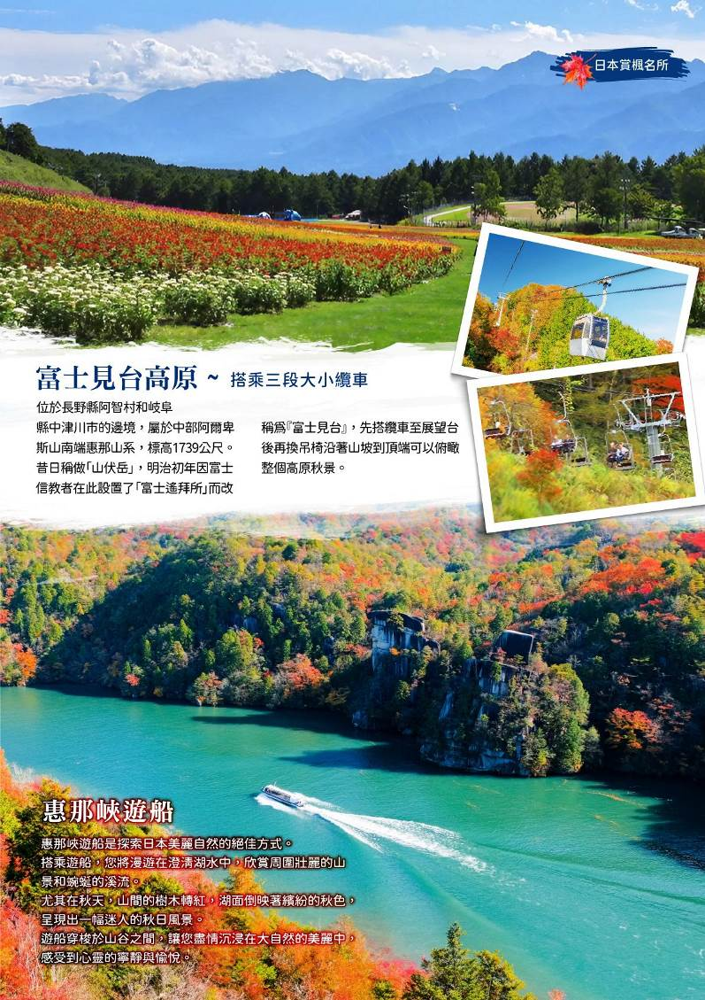 日本賞楓名所
富士見台高原 ~ 搭乘三段大小纜車
位於長野縣阿智村和岐阜
縣中津川市的邊境，屬於中部阿爾卑
斯山南端惠那山系，標高1739公尺。
昔日稱做「山伏岳」，明治初年因富士
信教者在此設置了「富士遙拜所」而改
稱為『富士見台』，先搭纜車至展望台
後再換吊椅沿著山坡到頂端可以俯瞰
整個高原秋景。
惠那峽遊船
惠那峽遊船是探索日本美麗自然的絕佳方式。
搭乘遊船，您將漫遊在澄清湖水中，欣賞周圍壯麗的山
景和蜿蜒的溪流。
尤其在秋天，山間的樹木轉紅，湖面倒映著繽紛的秋色，
呈現出一幅迷人的秋日風景。
遊船穿梭於山谷之間，讓您盡情沉浸在大自然的美麗中，
感受到心靈的寧靜與愉悅。